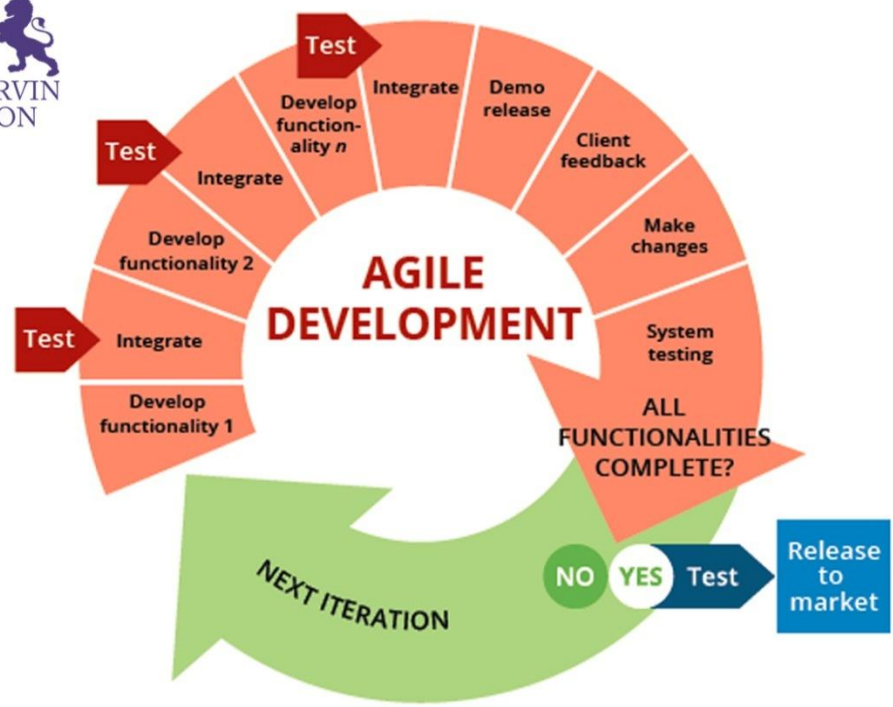 RVIN
ON
Test
Develop
function-
ality n
Integrate
Demo
release
Client
feedback
Make
changes
System
testing
Test
Integrate
Develop
functionality 2
Test
Integrate
Develop
functionality 1
AGILE
DEVELOPMENT
ALL
FUNCTIONALITIES
COMPLETE?
NO YES Test
Release
to
market
NEXT ITERATION